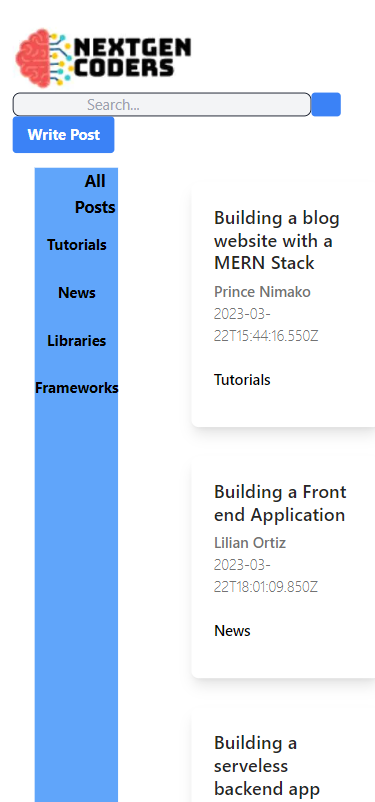 NEXTGEN
CODERS
Search...
Write Post
All
Posts
Tutorials
News
Libraries
Frameworks
Building a blog
website with a
MERN Stack
Prince Nimako
2023-03-
22T15:44:16.550Z
Tutorials
Building a Front
end Application
Lilian Ortiz
2023-03-
22T18:01:09.850Z
News
Building a
serveless
backend app